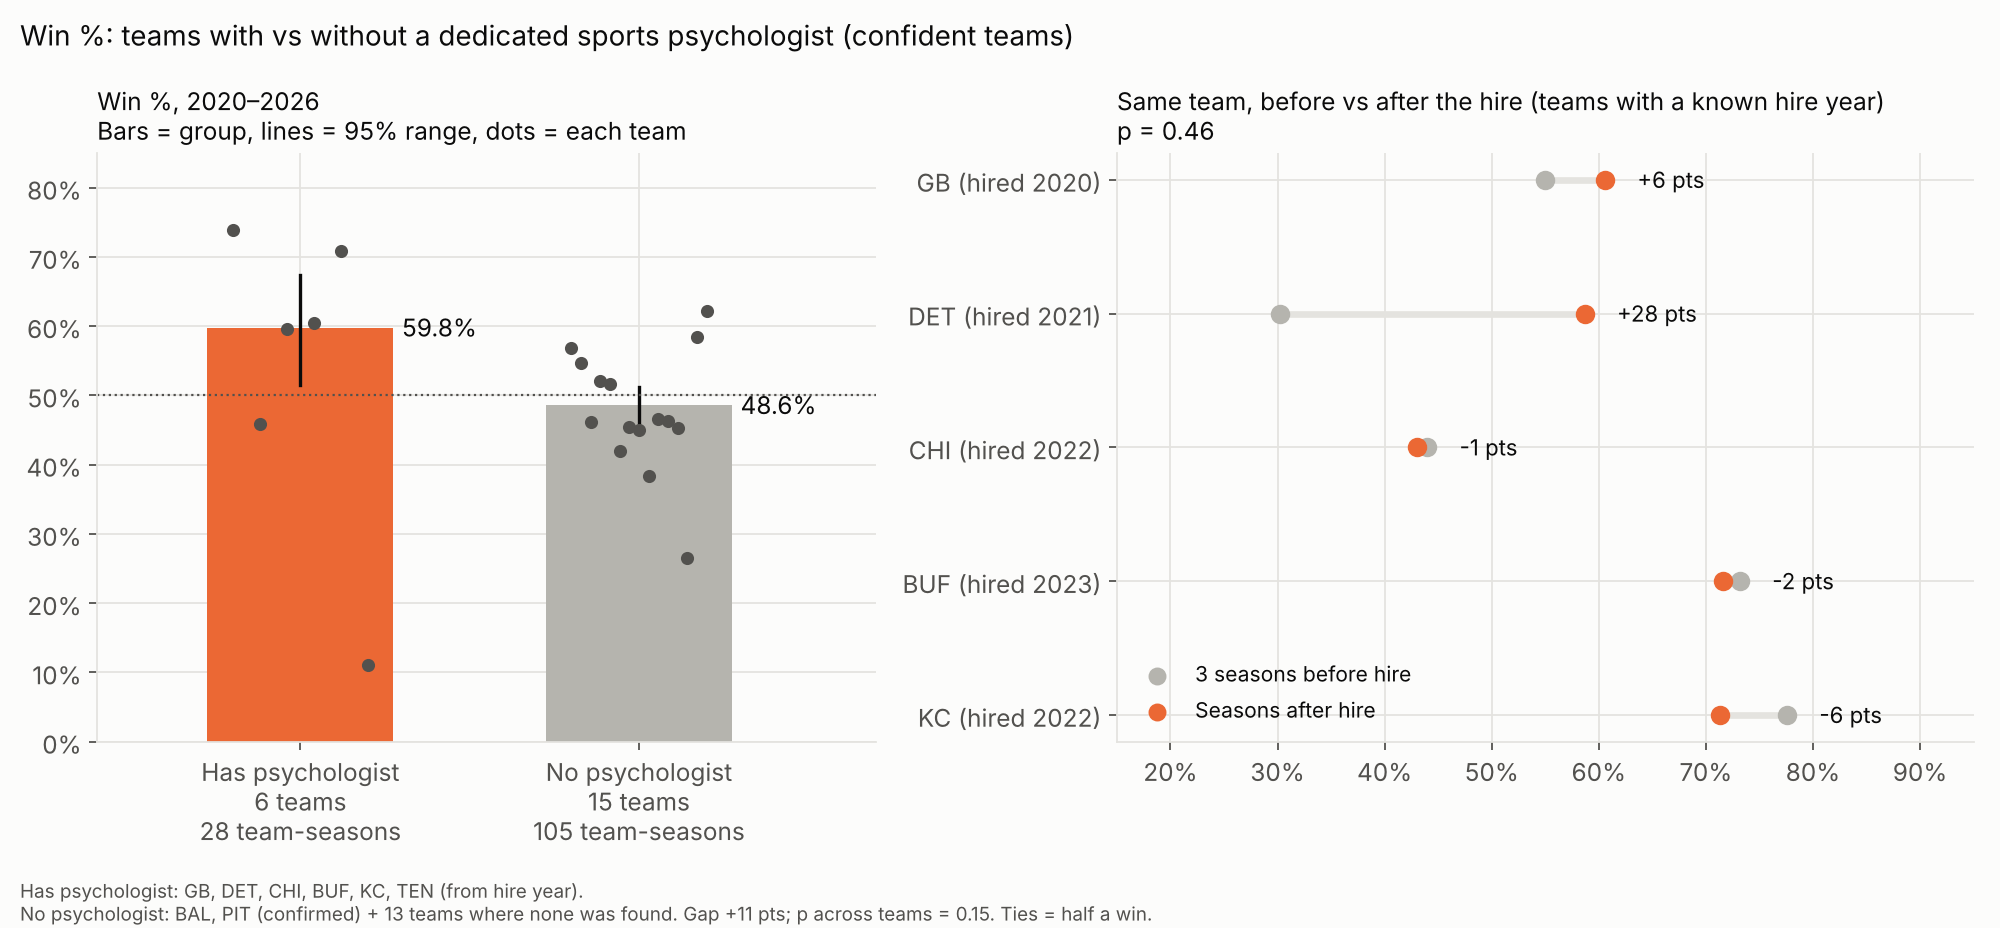 Win %: teams with vs without a dedicated sports psychologist (confident teams)
Win %, 2020–2026
Bars = group, lines = 95% range, dots = each team
80%
70%
60%
50%
40%
30%
20%
10%
0%
59.8%
48.6%
Has psychologist
6 teams
28 team-seasons
No psychologist
15 teams
105 team-seasons
Same team, before vs after the hire (teams with a known hire year)
p = 0.46
GB (hired 2020)
+6 pts
DET (hired 2021)
+28 pts
CHI (hired 2022)
-1 pts
BUF (hired 2023)
-2 pts
KC (hired 2022)
-6 pts
3 seasons before hire
Seasons after hire
20%
30%
40%
50%
60%
70%
80%
90%
Has psychologist: GB, DET, CHI, BUF, KC, TEN (from hire year).
No psychologist: BAL, PIT (confirmed) + 13 teams where none was found. Gap +11 pts; p across teams = 0.15. Ties = half a win.